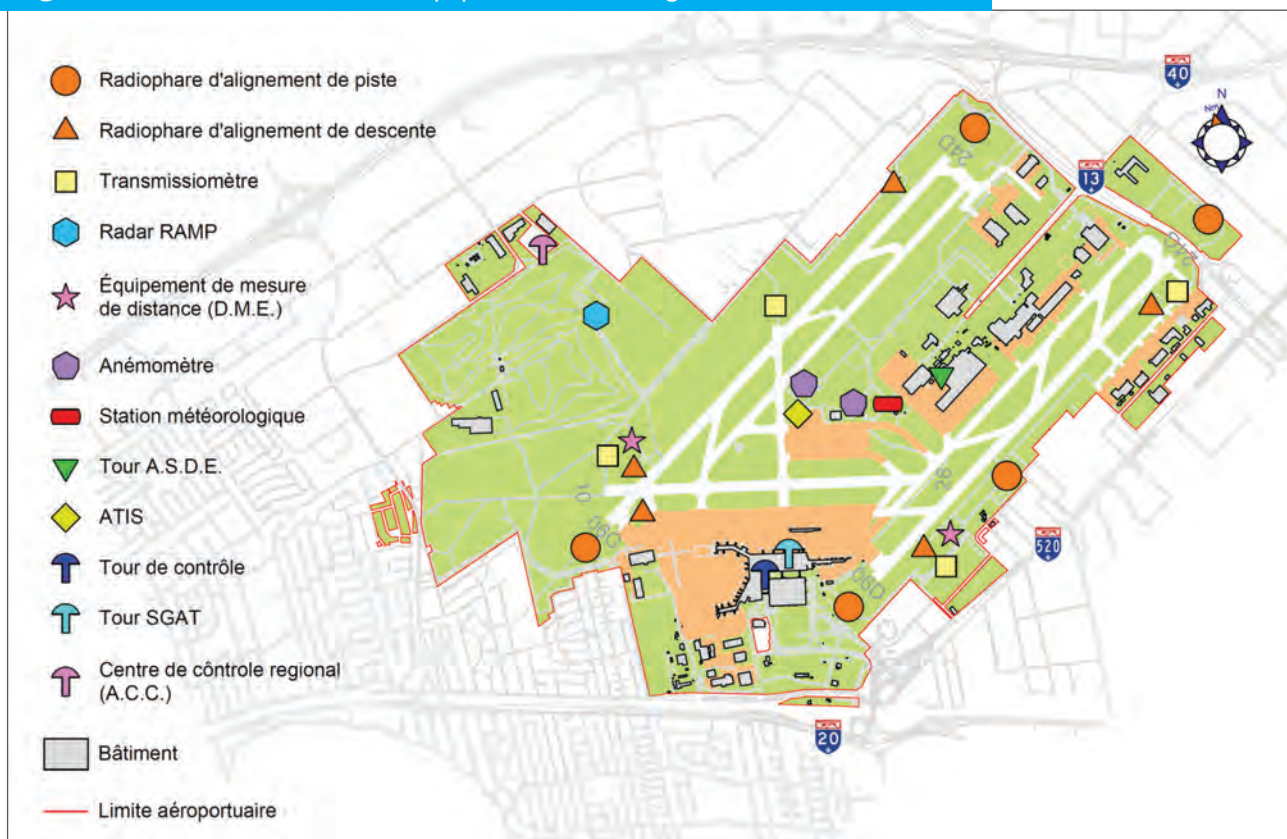 Radiophare d'alignement de piste
Radiophare d'alignement de descente
Transmissiomètre
Radar RAMP
Équipement de mesure
de distance (D.M.E.)
Anémomètre
Station météorologique
Tour A.S.D.E.
ATIS
Tour de contrôle
Tour SGAT
Centre de côntrole regional
(A.C.C.)
Bâtiment
Limite aéroportuaire
40
N
Nm
24D
13
24G
10
28
06G
06D
520
20